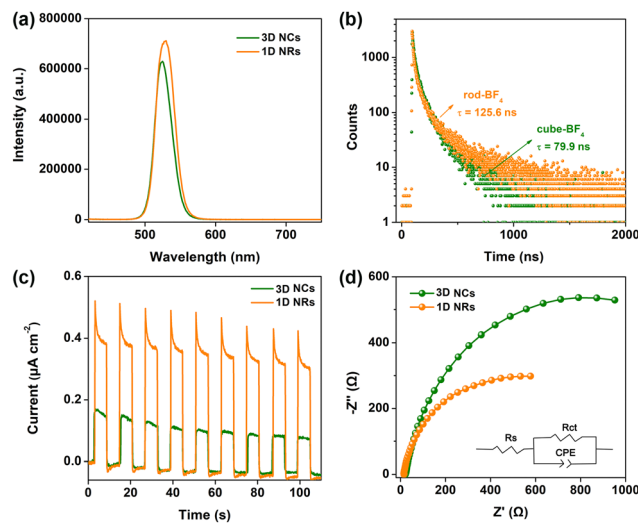 (a)
3D NCs
1D NRs
Intensity (a.u.)
800000
600000
400000
200000
0
500
600
700
Wavelength (nm)
(b)
Counts
1000
100
10
1
rod-BF4
τ = 125.6 ns
cube-BF4
τ = 79.9 ns
0
500
1000
1500
2000
Time (ns)
(c)
3D NCs
1D NRs
Current (µA cm-2)
0.6
0.4
0.2
0.0
0
20
40
60
80
100
Time (s)
(d)
3D NCs
1D NRs
-Z'' (Ω)
600
300
0
Rs
Rct
CPE
0
200
400
600
800
1000
Z' (Ω)